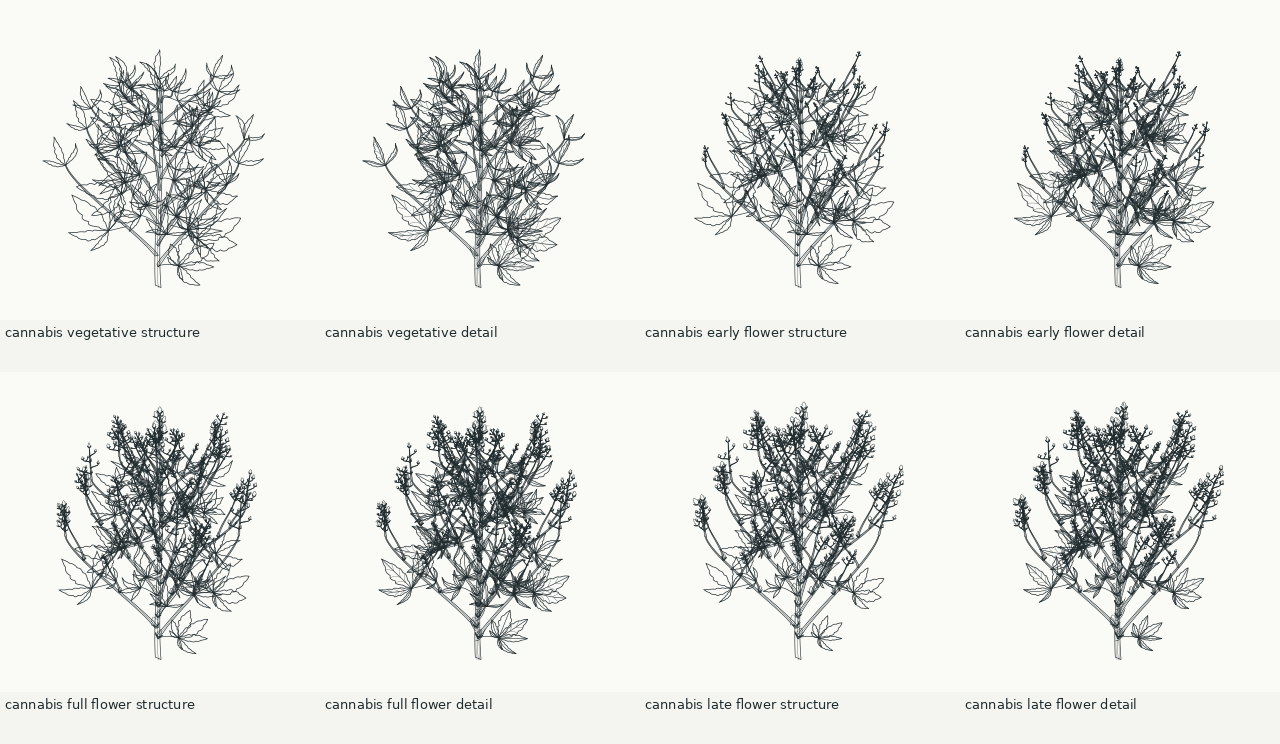 cannabis vegetative structure
cannabis vegetative detail
cannabis early flower structure
cannabis early flower detail
cannabis full flower structure
cannabis full flower detail
cannabis late flower structure
cannabis late flower detail